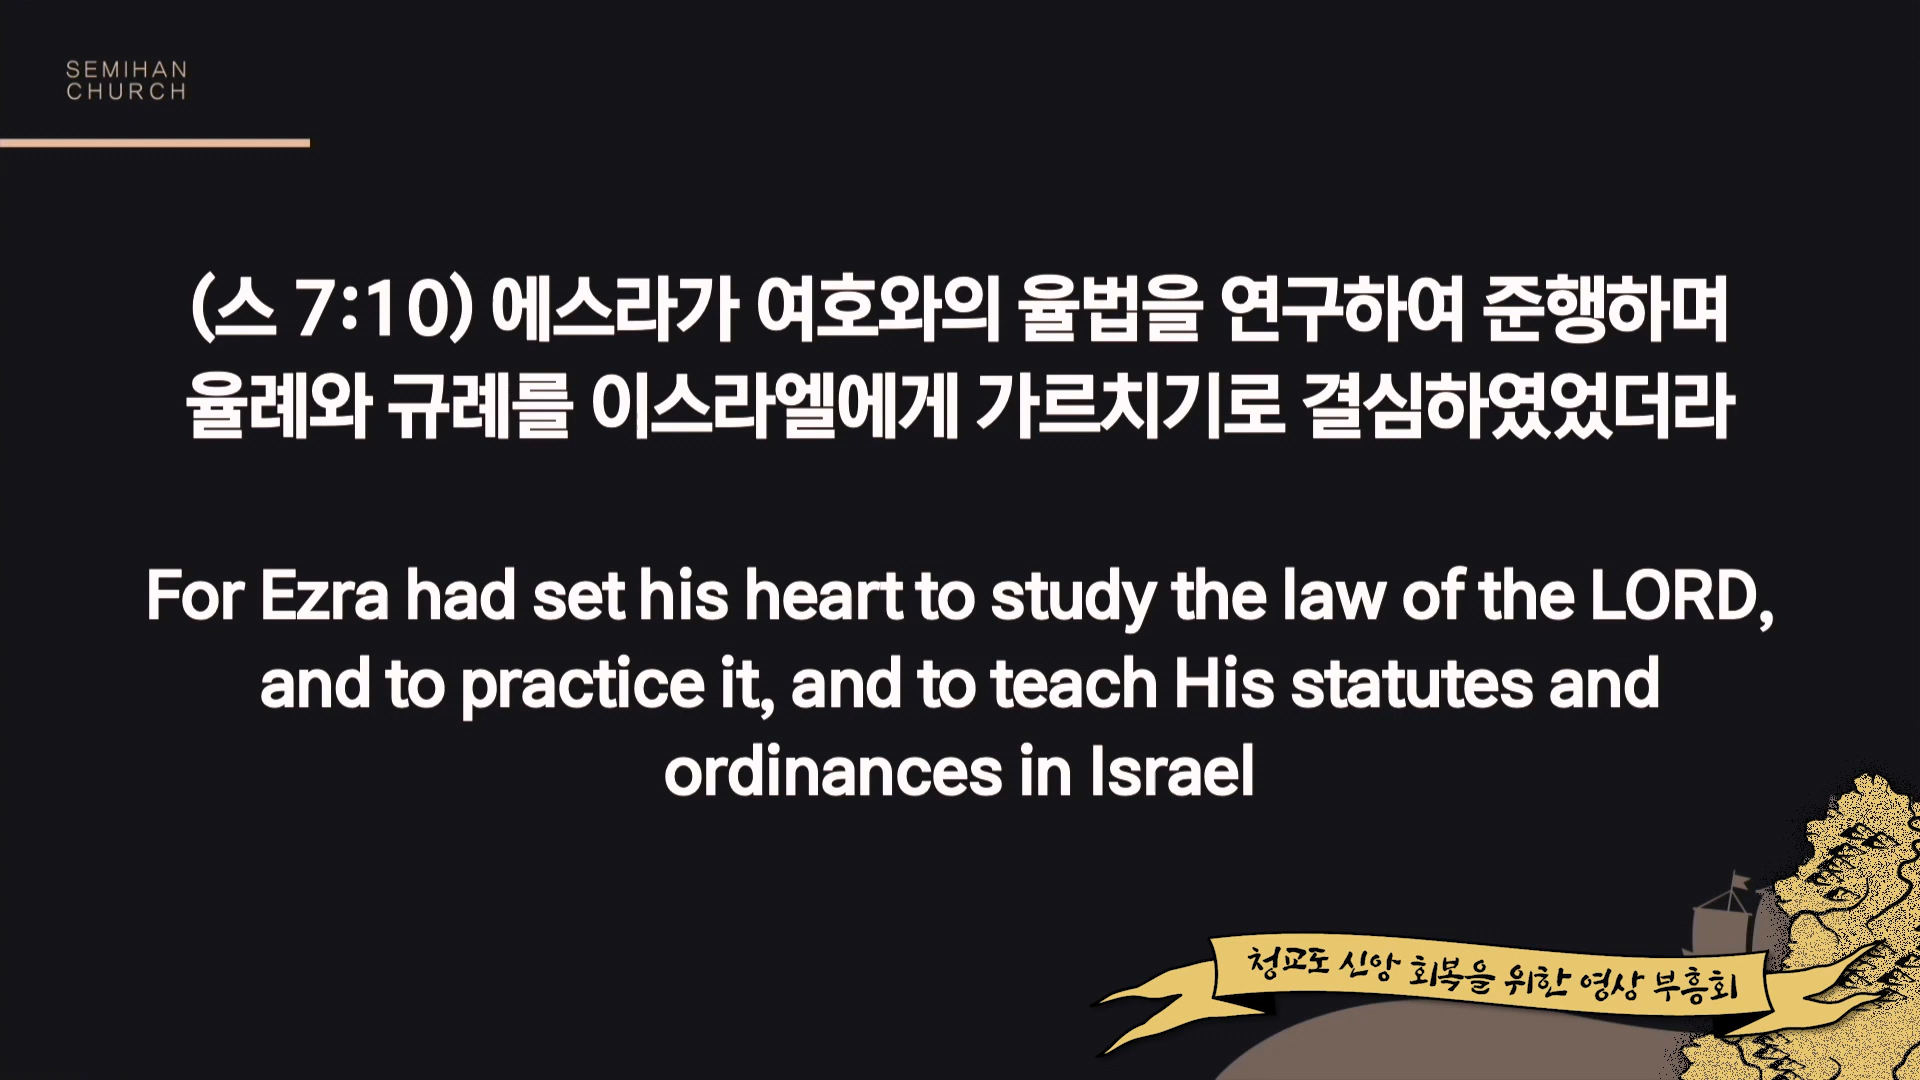 SEMIHAN
CHURCH
(스 7:10) 에스라가 여호와의 율법을 연구하여 준행하며
율례와 규례를 이스라엘에게 가르치기로 결심하였었더라
For Ezra had set his heart to study the law of the LORD,
and to practice it, and to teach His statutes and
ordinances in Israel
청교도 신앙 회복을 위한 영상 부흥회